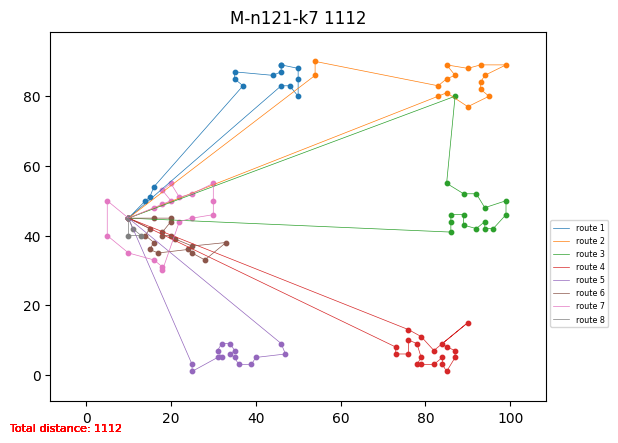 M-n121-k7 1112
80
60
40
20
0
0 20 40 60 80 100
route 1
route 2
route 3
route 4
route 5
route 6
route 7
route 8
Total distance: 1112